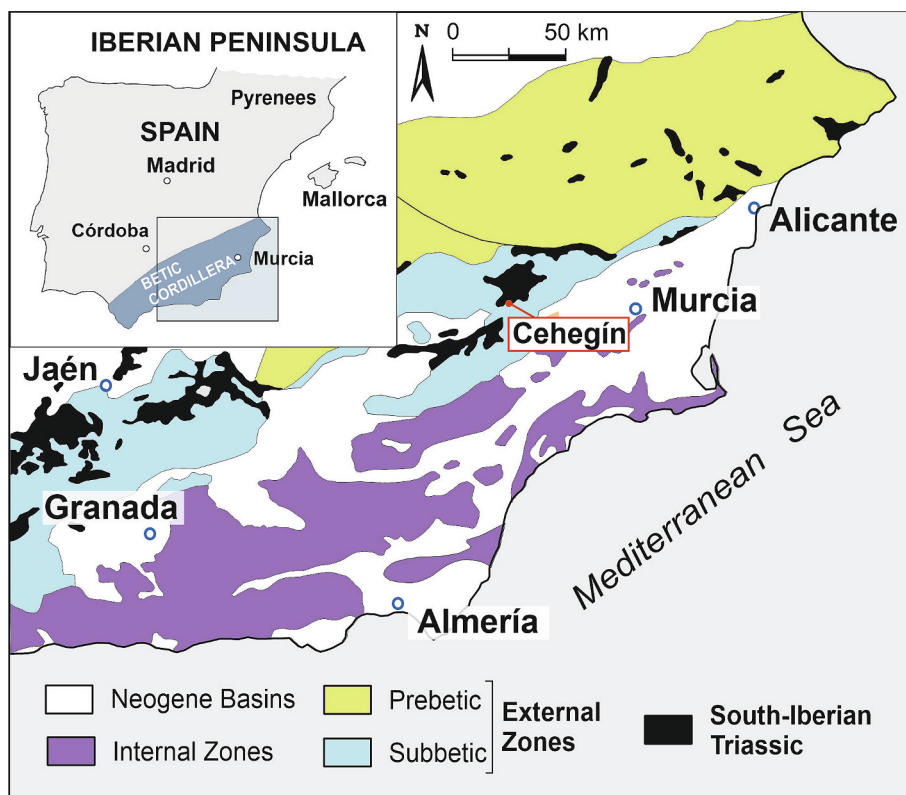 IBERIAN PENINSULA
Pyrenees
SPAIN
Madrid
Mallorca
Córdoba
Murcia
BETIC
CORDILLERA
N
0 50 km
Alicante
Murcia
Cehegín
Jaén
Granada
Almería
Mediterranean Sea
Neogene Basins
Internal Zones
Prebetic
Subbetic
External
Zones
South-Iberian
Triassic